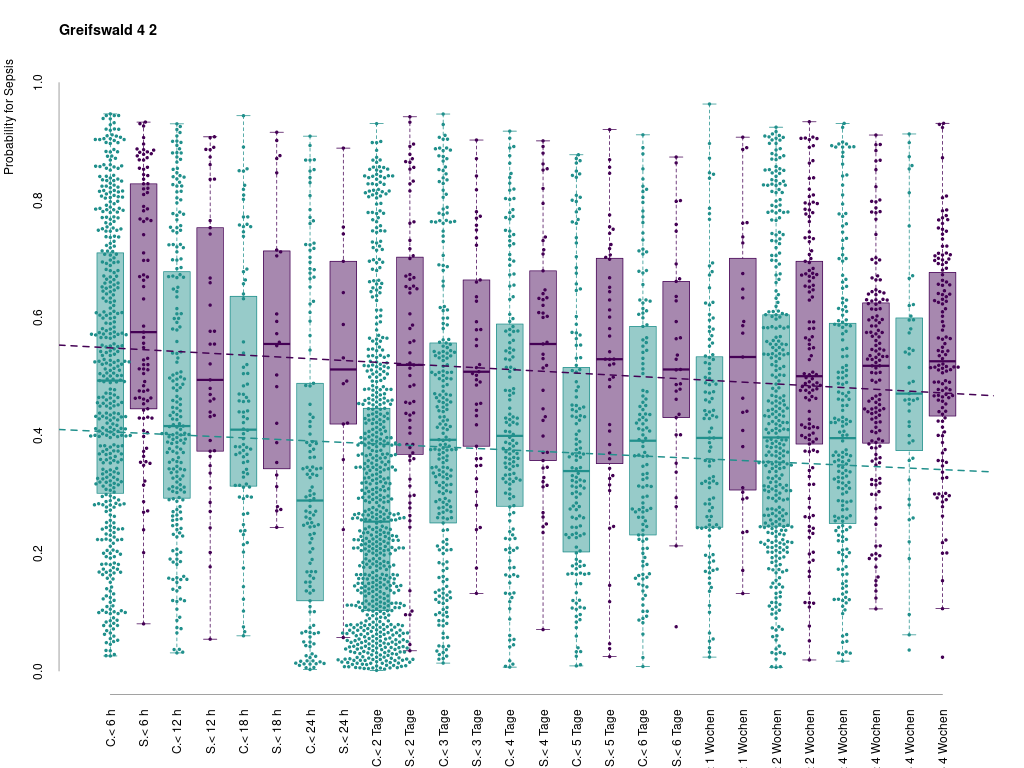 Greifswald 4 2
Probability for Sepsis
1.0
0.8
0.6
0.4
0.2
0.0
C.< 6 h
S.< 6 h
C.< 12 h
S.< 12 h
C.< 18 h
S.< 18 h
C.< 24 h
S.< 24 h
C.< 2 Tage
S.< 2 Tage
C.< 3 Tage
S.< 3 Tage
C.< 4 Tage
S.< 4 Tage
C.< 5 Tage
S.< 5 Tage
C.< 6 Tage
S.< 6 Tage
1 Wochen
1 Wochen
2 Wochen
2 Wochen
4 Wochen
4 Wochen
4 Wochen
4 Wochen